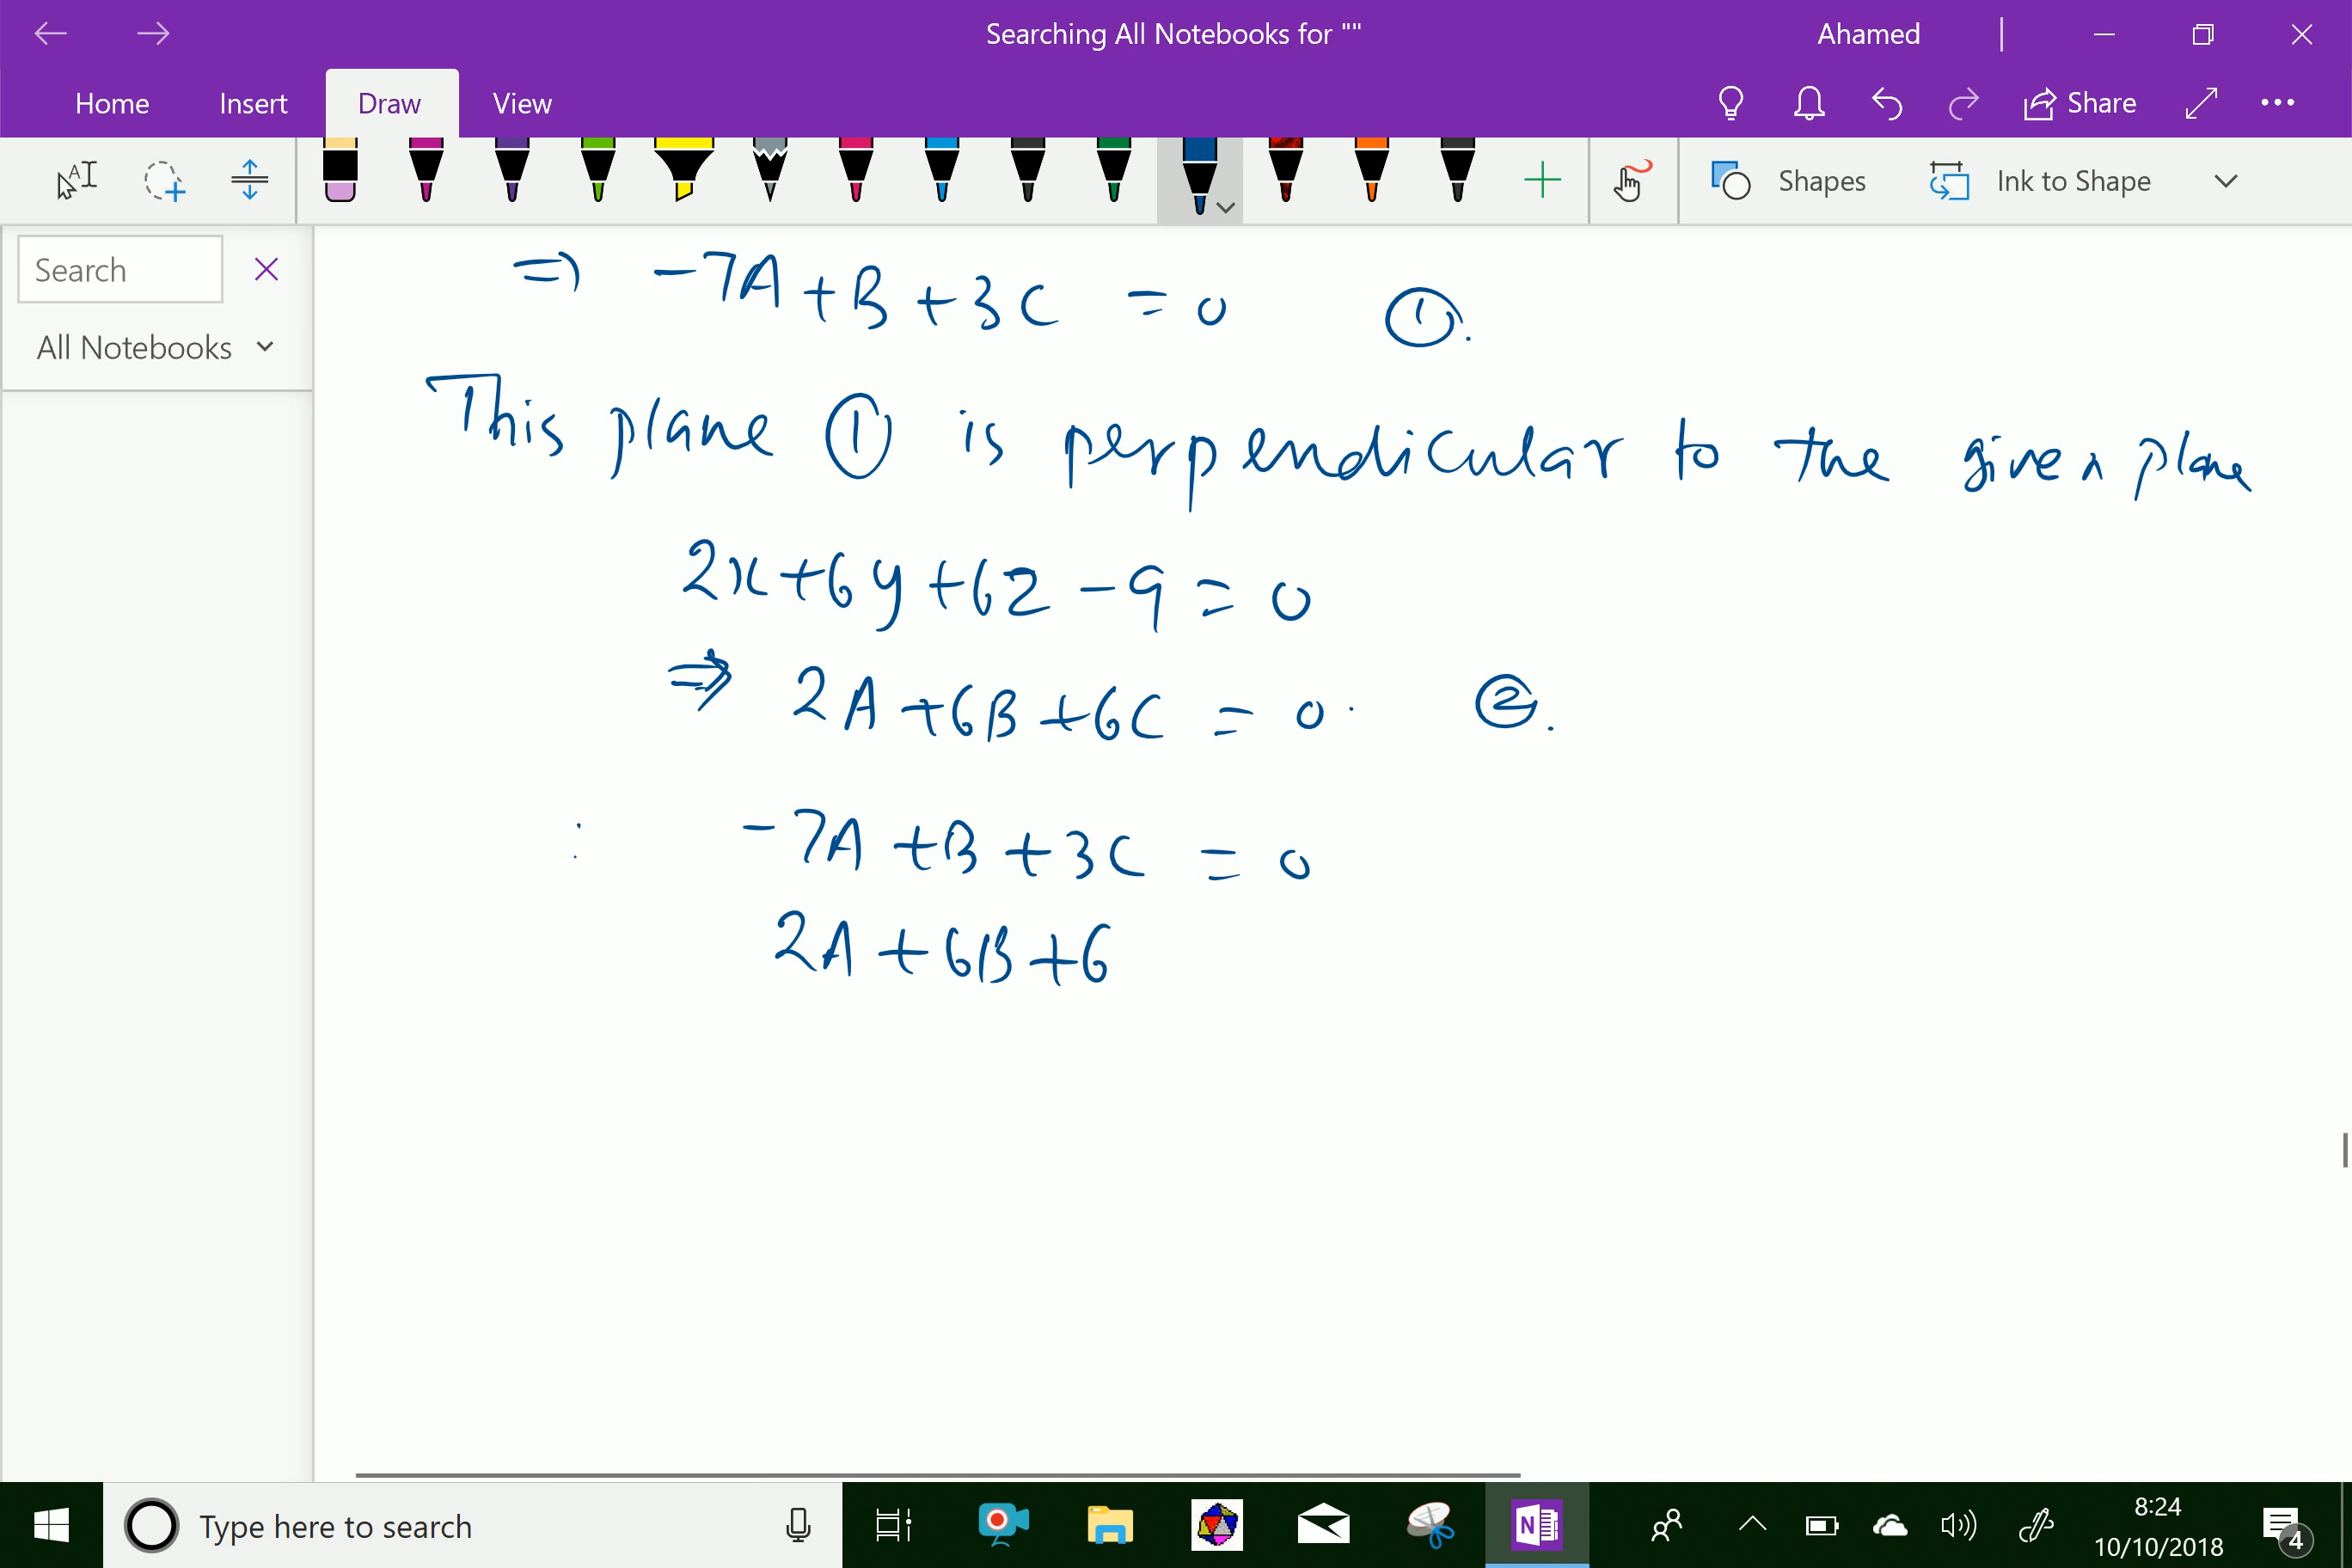 Searching All Notebooks for ""
Ahamed
Home Insert Draw View
Share
Shapes
Ink to Shape
Search
All Notebooks
⇒ -7A+B+3C = 0 ①.
This plane ① is perpendicular to the given plane
2x+6y+6z-9=0
⇒ 2A+6B+6C = 0. ②.
: -7A+B+3C = 0
2A+6B+6
Type here to search
N
8:24
10/10/2018
4